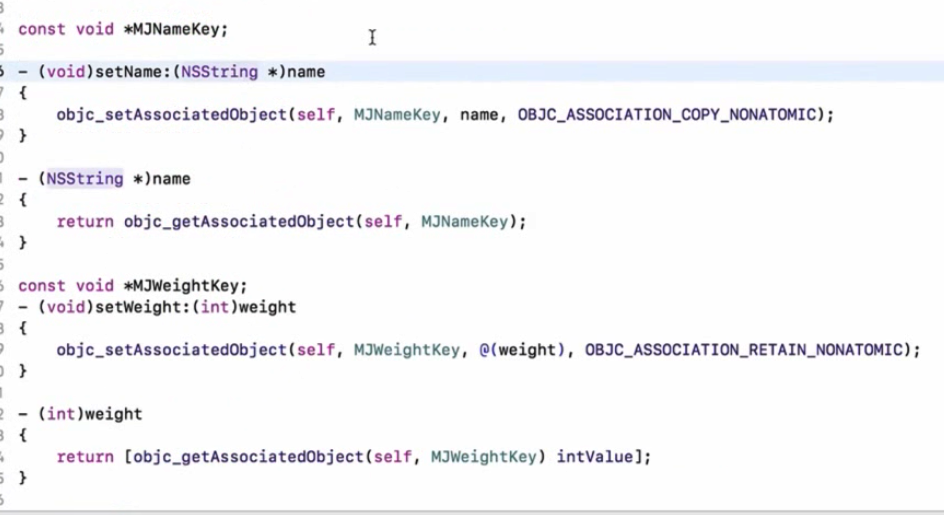 const void *MJNameKey;
- (void)setName:(NSString *)name
{
objc_setAssociatedObject(self, MJNameKey, name, OBJC_ASSOCIATION_COPY_NONATOMIC);
}
- (NSString *)name
{
return objc_getAssociatedObject(self, MJNameKey);
}
const void *MJWeightKey;
- (void)setWeight:(int)weight
{
objc_setAssociatedObject(self, MJWeightKey, @(weight), OBJC_ASSOCIATION_RETAIN_NONATOMIC);
}
- (int)weight
{
return [objc_getAssociatedObject(self, MJWeightKey) intValue];
}